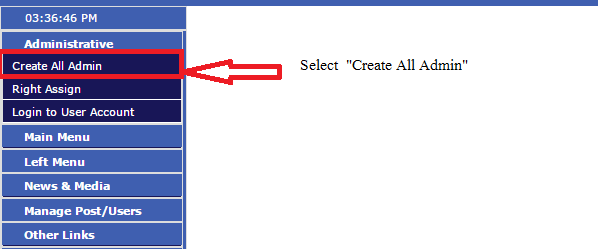 03:36:46 PM
Administrative
Create All Admin
Select "Create All Admin"
Right Assign
Login to User Account
Main Menu
Left Menu
News & Media
Manage Post/Users
Other Links